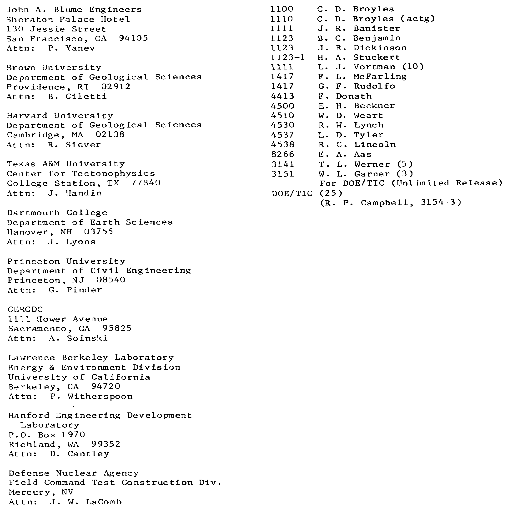 John A. Blume Engineers
Sheraton Palace Hotel
130 Jessie Street
San Francisco, CA 94105
Attn: P. Yanev

Brown University
Department of Geological Sciences
Providence, RI 02912
Attn: B. Giletti

Harvard University
Department of Geological Sciences
Cambridge, MA 02138
Attn: R. Siever

Texas A&M University
Center for Tectonophysics
College Station, TX 77840
Attn: J. Handin

Dartmouth College
Department of Earth Sciences
Hanover, NH 03755
Attn: J. Lyons

Princeton University
Department of Civil Engineering
Princeton, NJ 08540
Attn: G. Pinder

CERGDC
1111 Hower Avenue
Sacramento, CA 95825
Attn: A. Soinski

Lawrence Berkeley Laboratory
Energy & Environment Division
University of California
Berkeley, CA 94720
Attn: P. Witherspoon

Hanford Engineering Development
Laboratory
P.O. Box 1970
Richland, WA 99352
Attn: D. Cantley

Defense Nuclear Agency
Field Command Test Construction Div.
Mercury, NV
Attn: J. W. LaComb

1100 C. D. Broyles
1110 C. D. Broyles (actg)
1111 J. R. Banister
1123 B. C. Benjamin
1123 J. R. Dickinson
1123-1 H. A. Stuckert
1111 L. J. Vortman (10)
1417 F. L. McFarling
1417 G. F. Rudolfo
4413 F. Donath
4500 E. H. Beckner
4510 W. D. Weart
4530 R. W. Lynch
4537 L. D. Tyler
4538 R. C. Lincoln
8266 E. A. Aas
3141 T. L. Werner (5)
3151 W. L. Garner (3)
For DOE/TIC (Unlimited Release)
DOE/TIC (25)
(R. P. Campbell, 3154-3)